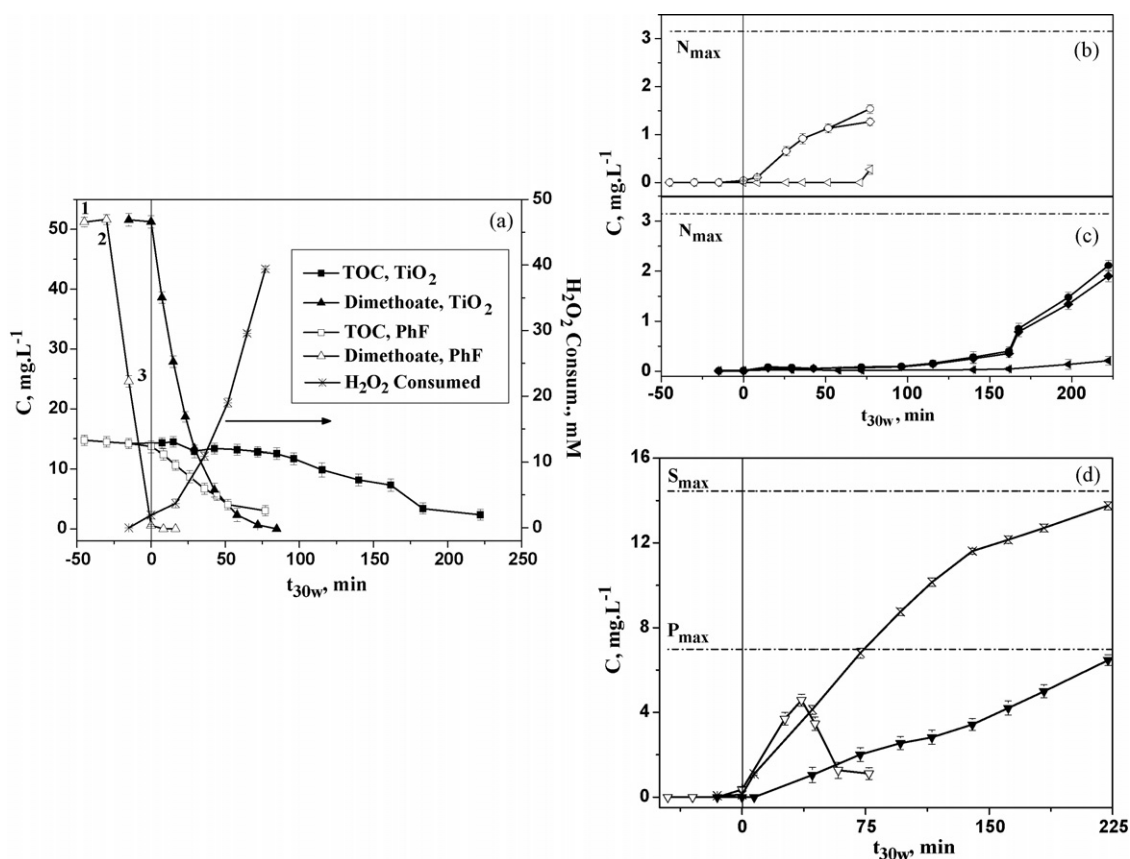 (a)
50
40
30
20
10
0
C, mg.L-1
1
2
3
TOC, TiO2
Dimethoate, TiO2
TOC, PhF
Dimethoate, PhF
H2O2 Consumed
50
40
30
20
10
0
H2O2 Consum., mM
-50 0 50 100 150 200 250
t30w, min
(b)
Nmax
3
2
1
0
C, mg.L-1
(c)
Nmax
3
2
1
0
-50 0 50 100 150 200
t30w, min
(d)
Smax
Pmax
16
12
8
4
0
C, mg.L-1
0 75 150 225
t30w, min